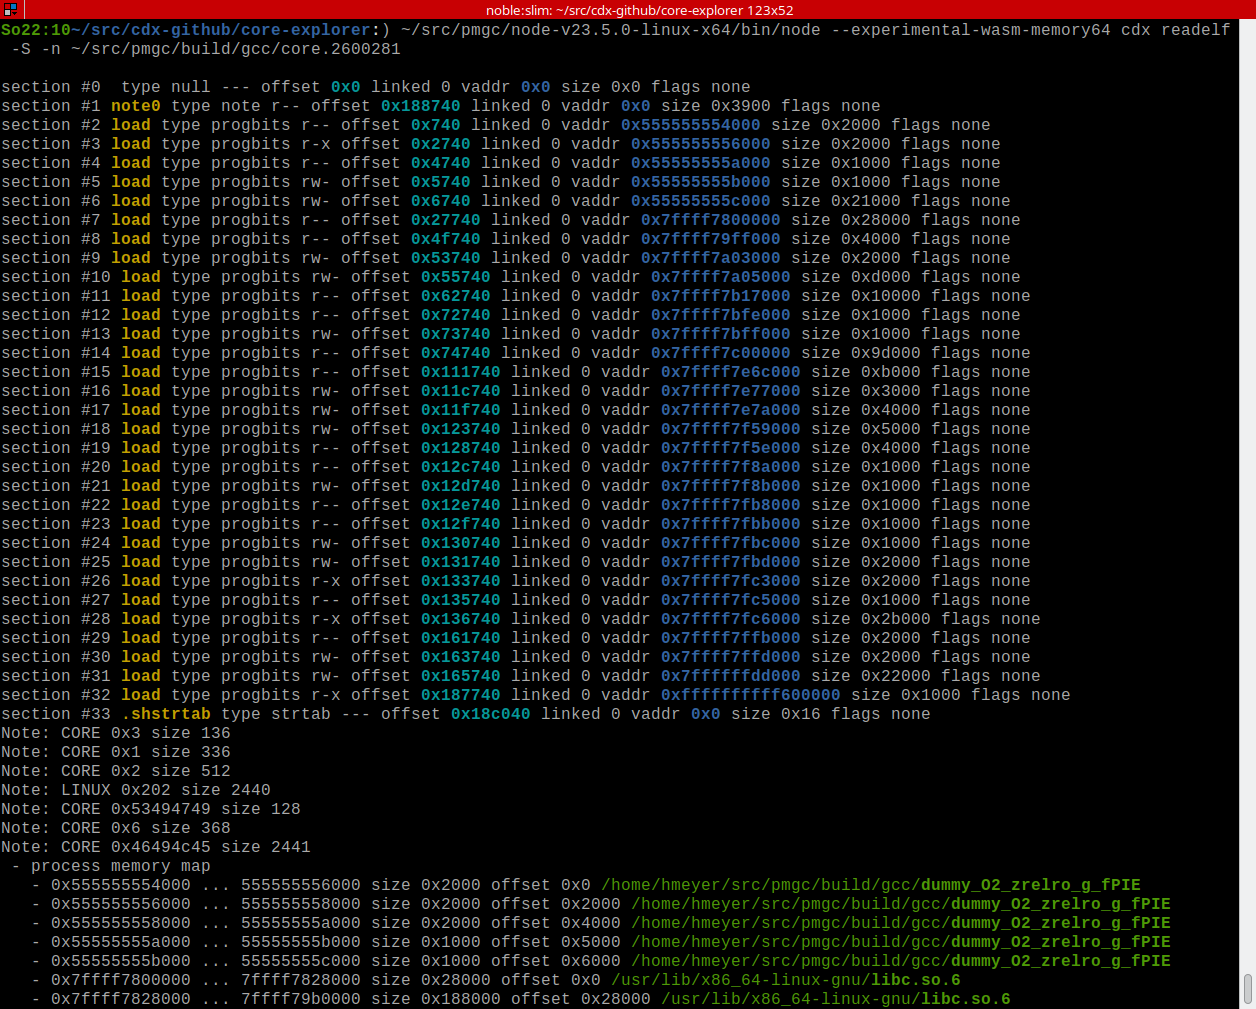 noble:slim: ~/src/cdx-github/core-explorer 123x52
So22:10~/src/cdx-github/core-explorer:) ~/src/pmgc/node-v23.5.0-linux-x64/bin/node --experimental-wasm-memory64 cdx readelf
-S -n ~/src/pmgc/build/gcc/core.2600281
section #0  type null --- offset 0x0 linked 0 vaddr 0x0 size 0x0 flags none
section #1 note0 type note r-- offset 0x188740 linked 0 vaddr 0x0 size 0x3900 flags none
section #2 load type progbits r-- offset 0x740 linked 0 vaddr 0x555555554000 size 0x2000 flags none
section #3 load type progbits r-x offset 0x2740 linked 0 vaddr 0x555555556000 size 0x2000 flags none
section #4 load type progbits r-- offset 0x4740 linked 0 vaddr 0x55555555a000 size 0x1000 flags none
section #5 load type progbits rw- offset 0x5740 linked 0 vaddr 0x55555555b000 size 0x1000 flags none
section #6 load type progbits rw- offset 0x6740 linked 0 vaddr 0x55555555c000 size 0x21000 flags none
section #7 load type progbits r-- offset 0x27740 linked 0 vaddr 0x7ffff7800000 size 0x28000 flags none
section #8 load type progbits r-- offset 0x4f740 linked 0 vaddr 0x7ffff79ff000 size 0x4000 flags none
section #9 load type progbits rw- offset 0x53740 linked 0 vaddr 0x7ffff7a03000 size 0x2000 flags none
section #10 load type progbits rw- offset 0x55740 linked 0 vaddr 0x7ffff7a05000 size 0xd000 flags none
section #11 load type progbits r-- offset 0x62740 linked 0 vaddr 0x7ffff7b17000 size 0x10000 flags none
section #12 load type progbits r-- offset 0x72740 linked 0 vaddr 0x7ffff7bfe000 size 0x1000 flags none
section #13 load type progbits rw- offset 0x73740 linked 0 vaddr 0x7ffff7bff000 size 0x1000 flags none
section #14 load type progbits r-- offset 0x74740 linked 0 vaddr 0x7ffff7c00000 size 0x9d000 flags none
section #15 load type progbits r-- offset 0x111740 linked 0 vaddr 0x7ffff7e6c000 size 0xb000 flags none
section #16 load type progbits rw- offset 0x11c740 linked 0 vaddr 0x7ffff7e77000 size 0x3000 flags none
section #17 load type progbits rw- offset 0x11f740 linked 0 vaddr 0x7ffff7e7a000 size 0x4000 flags none
section #18 load type progbits rw- offset 0x123740 linked 0 vaddr 0x7ffff7f59000 size 0x5000 flags none
section #19 load type progbits r-- offset 0x128740 linked 0 vaddr 0x7ffff7f5e000 size 0x4000 flags none
section #20 load type progbits r-- offset 0x12c740 linked 0 vaddr 0x7ffff7f8a000 size 0x1000 flags none
section #21 load type progbits rw- offset 0x12d740 linked 0 vaddr 0x7ffff7f8b000 size 0x1000 flags none
section #22 load type progbits r-- offset 0x12e740 linked 0 vaddr 0x7ffff7fb8000 size 0x1000 flags none
section #23 load type progbits r-- offset 0x12f740 linked 0 vaddr 0x7ffff7fbb000 size 0x1000 flags none
section #24 load type progbits rw- offset 0x130740 linked 0 vaddr 0x7ffff7fbc000 size 0x1000 flags none
section #25 load type progbits rw- offset 0x131740 linked 0 vaddr 0x7ffff7fbd000 size 0x2000 flags none
section #26 load type progbits r-x offset 0x133740 linked 0 vaddr 0x7ffff7fc3000 size 0x2000 flags none
section #27 load type progbits r-- offset 0x135740 linked 0 vaddr 0x7ffff7fc5000 size 0x1000 flags none
section #28 load type progbits r-x offset 0x136740 linked 0 vaddr 0x7ffff7fc6000 size 0x2b000 flags none
section #29 load type progbits r-- offset 0x161740 linked 0 vaddr 0x7ffff7ffb000 size 0x2000 flags none
section #30 load type progbits rw- offset 0x163740 linked 0 vaddr 0x7ffff7ffd000 size 0x2000 flags none
section #31 load type progbits rw- offset 0x165740 linked 0 vaddr 0x7ffffffdd000 size 0x22000 flags none
section #32 load type progbits r-x offset 0x187740 linked 0 vaddr 0xffffffffff600000 size 0x1000 flags none
section #33 .shstrtab type strtab --- offset 0x18c040 linked 0 vaddr 0x0 size 0x16 flags none
Note: CORE 0x3 size 136
Note: CORE 0x1 size 336
Note: CORE 0x2 size 512
Note: LINUX 0x202 size 2440
Note: CORE 0x53494749 size 128
Note: CORE 0x6 size 368
Note: CORE 0x46494c45 size 2441
- process memory map
- 0x555555554000 ... 555555556000 size 0x2000 offset 0x0 /home/hmeyer/src/pmgc/build/gcc/dummy_O2_zrelro_g_fPIE
- 0x555555556000 ... 555555558000 size 0x2000 offset 0x2000 /home/hmeyer/src/pmgc/build/gcc/dummy_O2_zrelro_g_fPIE
- 0x555555558000 ... 55555555a000 size 0x2000 offset 0x4000 /home/hmeyer/src/pmgc/build/gcc/dummy_O2_zrelro_g_fPIE
- 0x55555555a000 ... 55555555b000 size 0x1000 offset 0x5000 /home/hmeyer/src/pmgc/build/gcc/dummy_O2_zrelro_g_fPIE
- 0x55555555b000 ... 55555555c000 size 0x1000 offset 0x6000 /home/hmeyer/src/pmgc/build/gcc/dummy_O2_zrelro_g_fPIE
- 0x7ffff7800000 ... 7ffff7828000 size 0x28000 offset 0x0 /usr/lib/x86_64-linux-gnu/libc.so.6
- 0x7ffff7828000 ... 7ffff79b0000 size 0x188000 offset 0x28000 /usr/lib/x86_64-linux-gnu/libc.so.6